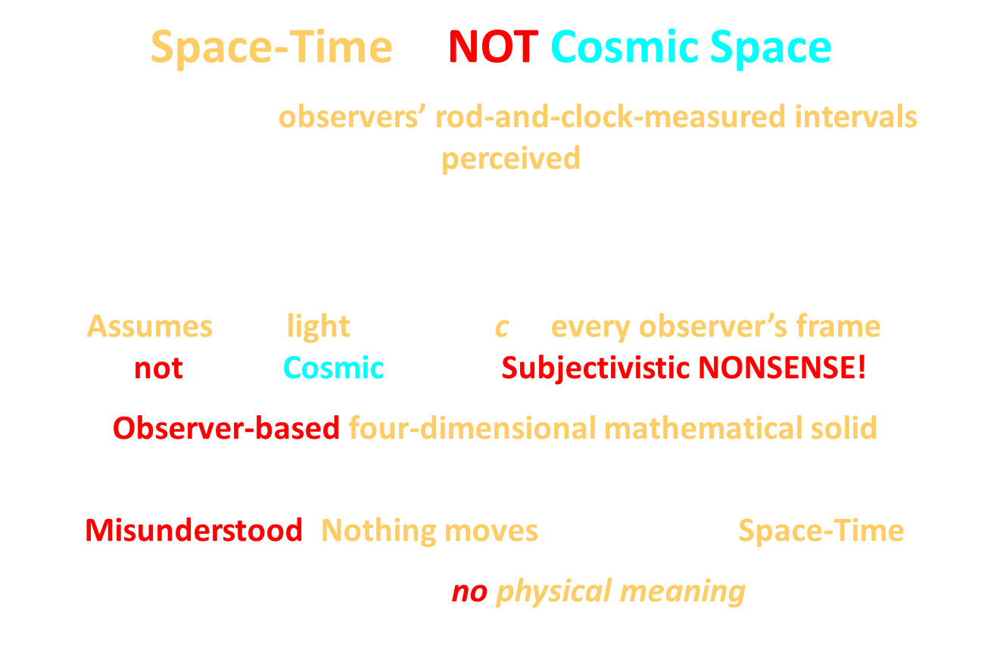 Space-Time NOT Cosmic Space
observers’ rod-and-clock-measured intervals
perceived
Assumes light c every observer’s frame
not Cosmic Subjectivistic NONSENSE!
Observer-based four-dimensional mathematical solid
Misunderstood Nothing moves Space-Time
no physical meaning